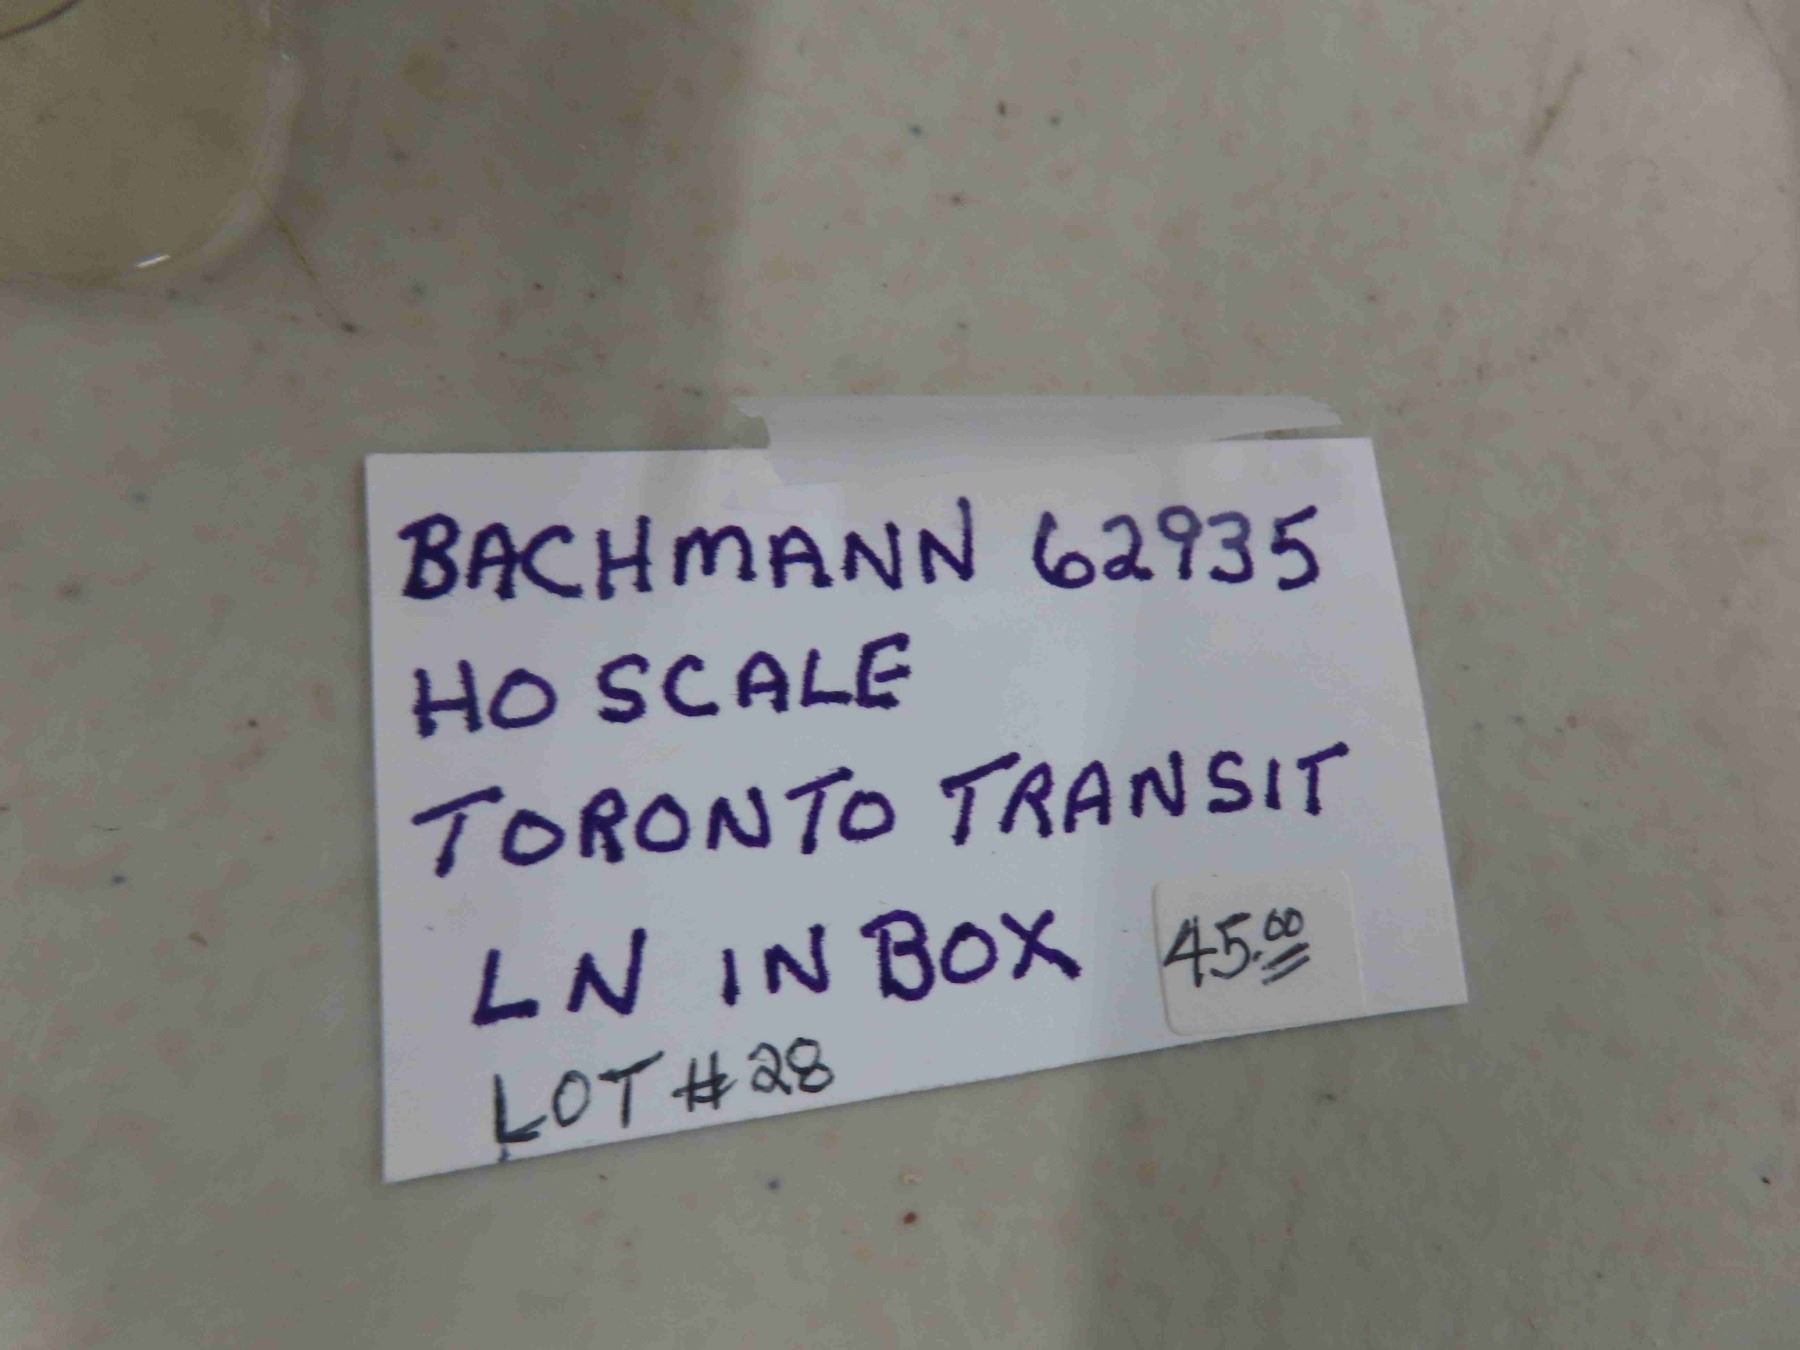 BACHMANN 62935
HO SCALE
TORONTO TRANSIT
LN IN BOX 45.00
LOT #28